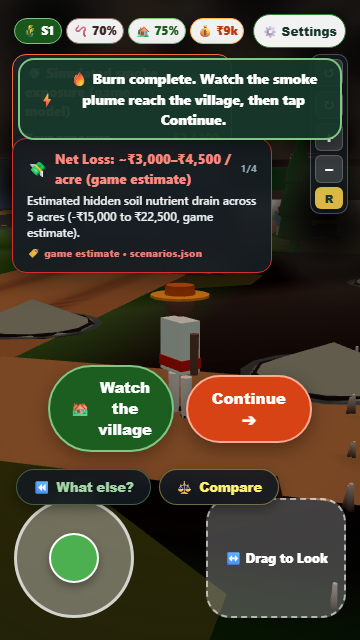 S1
70%
75%
₹9k
Settings
Burn complete. Watch the smoke
plume reach the village, then tap
Continue.
Net Loss: ~₹3,000–₹4,500 /
acre (game estimate)
1/4
Estimated hidden soil nutrient drain across
5 acres (-₹15,000 to ₹22,500, game
estimate).
game estimate • scenarios.json
−
R
Watch
the
village
Continue
→
What else?
Compare
Drag to Look